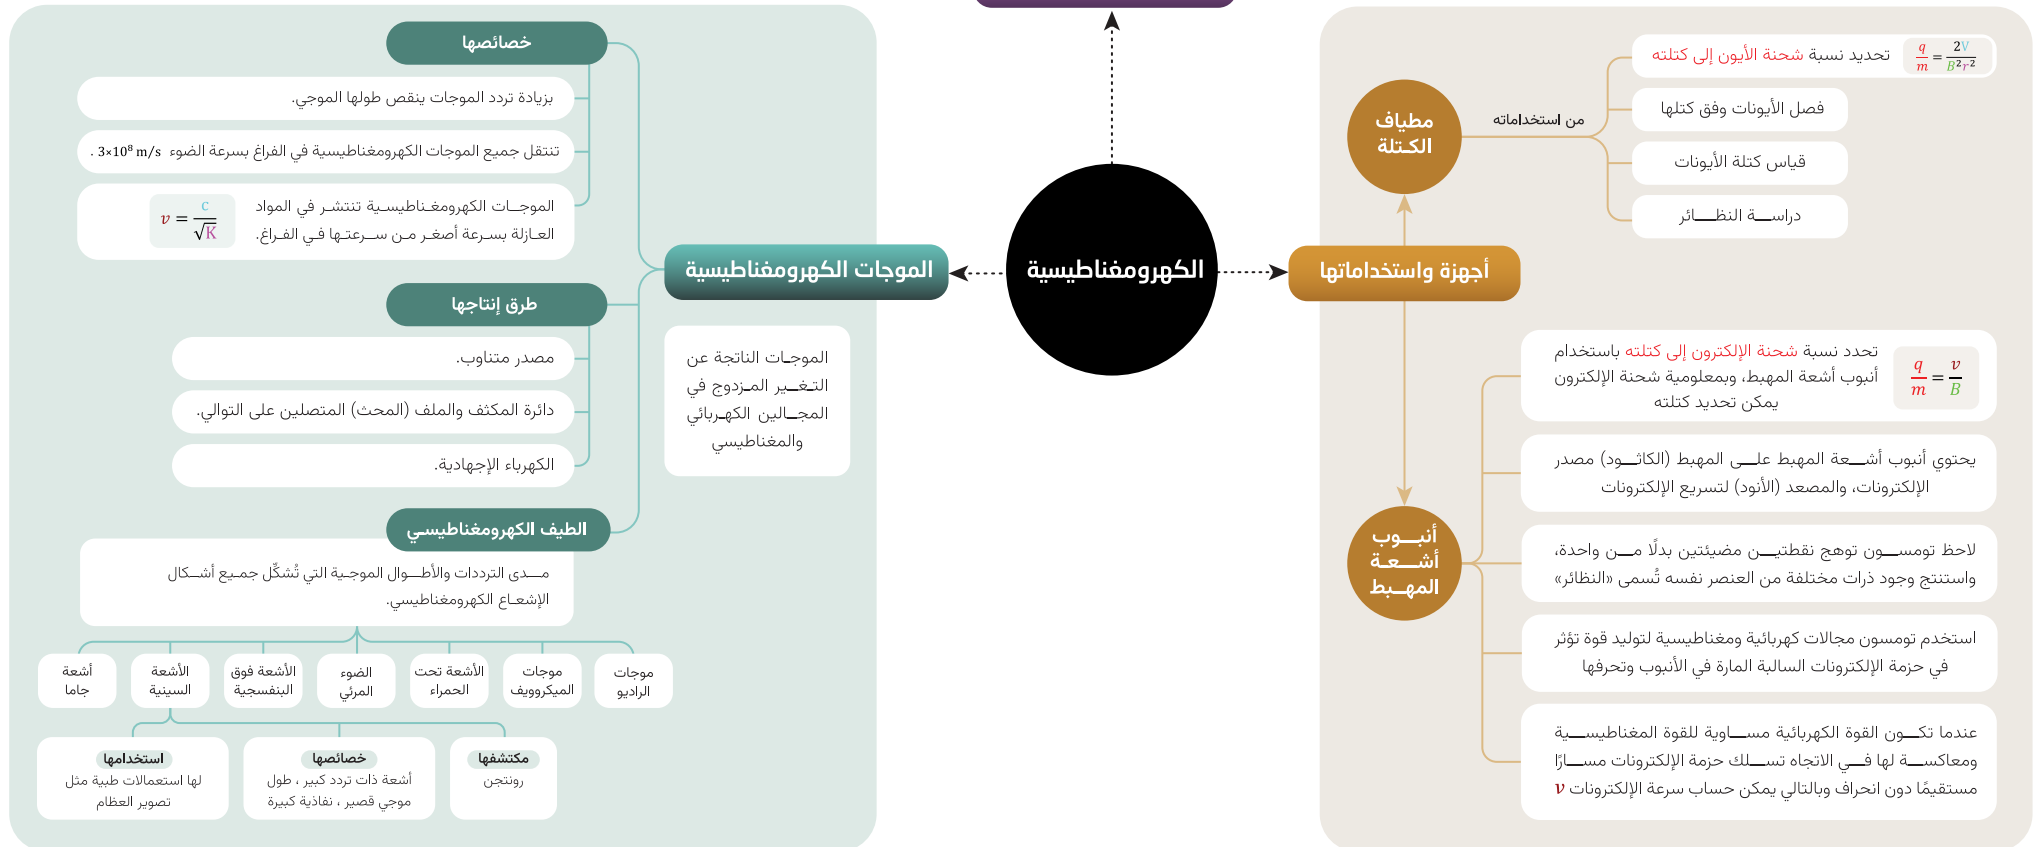 الكهرومغناطيسية
أجهزة واستخداماتها
مطياف
الكتلة
من استخداماته
تحديد نسبة شحنة الأيون إلى كتلته q/m = 2V/B²r²
فصل الأيونات وفق كتلها
قياس كتلة الأيونات
دراسة النظائر
أنبوب
أشعة
المهبط
تحدد نسبة شحنة الإلكترون إلى كتلته باستخدام
أنبوب أشعة المهبط، وبمعلومية شحنة الإلكترون
يمكن تحديد كتلته
q/m = v/B
يحتوي أنبوب أشعة المهبط على المهبط (الكاثود) مصدر
الإلكترونات، والمصعد (الأنود) لتسريع الإلكترونات
لاحظ تومسون توهج نقطتين مضيئتين بدلًا من واحدة،
واستنتج وجود ذرات مختلفة من العنصر نفسه تُسمى «النظائر»
استخدم تومسون مجالات كهربائية ومغناطيسية لتوليد قوة تؤثر
في حزمة الإلكترونات السالبة المارة في الأنبوب وتحرفها
عندما تكون القوة الكهربائية مساوية للقوة المغناطيسية
ومعاكسة لها في الاتجاه تسلك حزمة الإلكترونات مسارًا
مستقيمًا دون انحراف وبالتالي يمكن حساب سرعة الإلكترونات v
الموجات الكهرومغناطيسية
الموجات الناتجة عن
التغير المزدوج في
المجالين الكهربائي
والمغناطيسي
خصائصها
بزيادة تردد الموجات ينقص طولها الموجي.
تنتقل جميع الموجات الكهرومغناطيسية في الفراغ بسرعة الضوء 3×10⁸ m/s .
الموجات الكهرومغناطيسية تنتشر في المواد
العازلة بسرعة أصغر من سرعتها في الفراغ.
v = c/√K
طرق إنتاجها
مصدر متناوب.
دائرة المكثف والملف (المحث) المتصلين على التوالي.
الكهرباء الإجهادية.
الطيف الكهرومغناطيسي
مدى الترددات والأطوال الموجية التي تُشكِّل جميع أشكال
الإشعاع الكهرومغناطيسي.
موجات
الراديو
موجات
الميكروويف
الأشعة تحت
الحمراء
الضوء
المرئي
الأشعة فوق
البنفسجية
الأشعة
السينية
أشعة
جاما
مكتشفها
رونتجن
خصائصها
أشعة ذات تردد كبير ، طول
موجي قصير ، نفاذية كبيرة
استخدامها
لها استعمالات طبية مثل
تصوير العظام